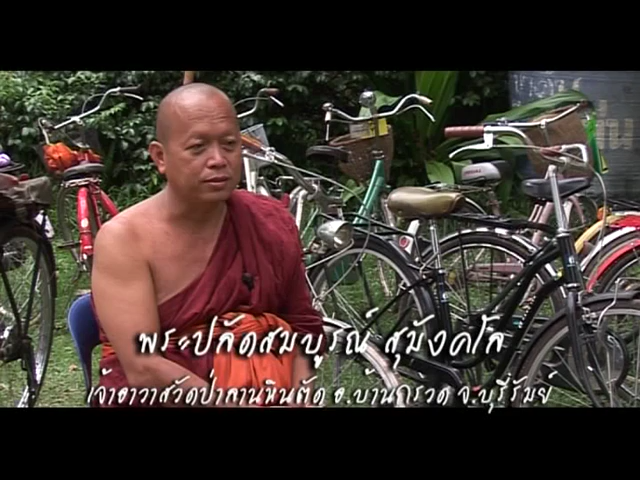 พระปลัดสมบูรณ์ สุมังคโล
เจ้าอาวาสวัดป่าลานหินตัด อ.บ้านกรวด จ.บุรีรัมย์